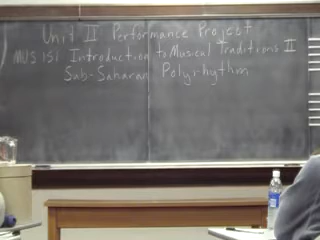 Unit II Performance Project
MUS 151 Introduction to Musical Traditions II
Sub-Saharan Polyrhythm